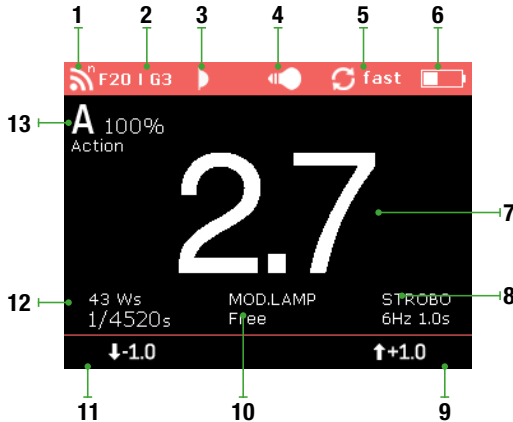 1 2 3 4 5 6
n F20 I G3 fast
13 A 100%
Action
2.7 7
12 43 Ws MOD.LAMP STROBO 8
1/4520s Free 6Hz 1.0s
-1.0 +1.0
11 10 9